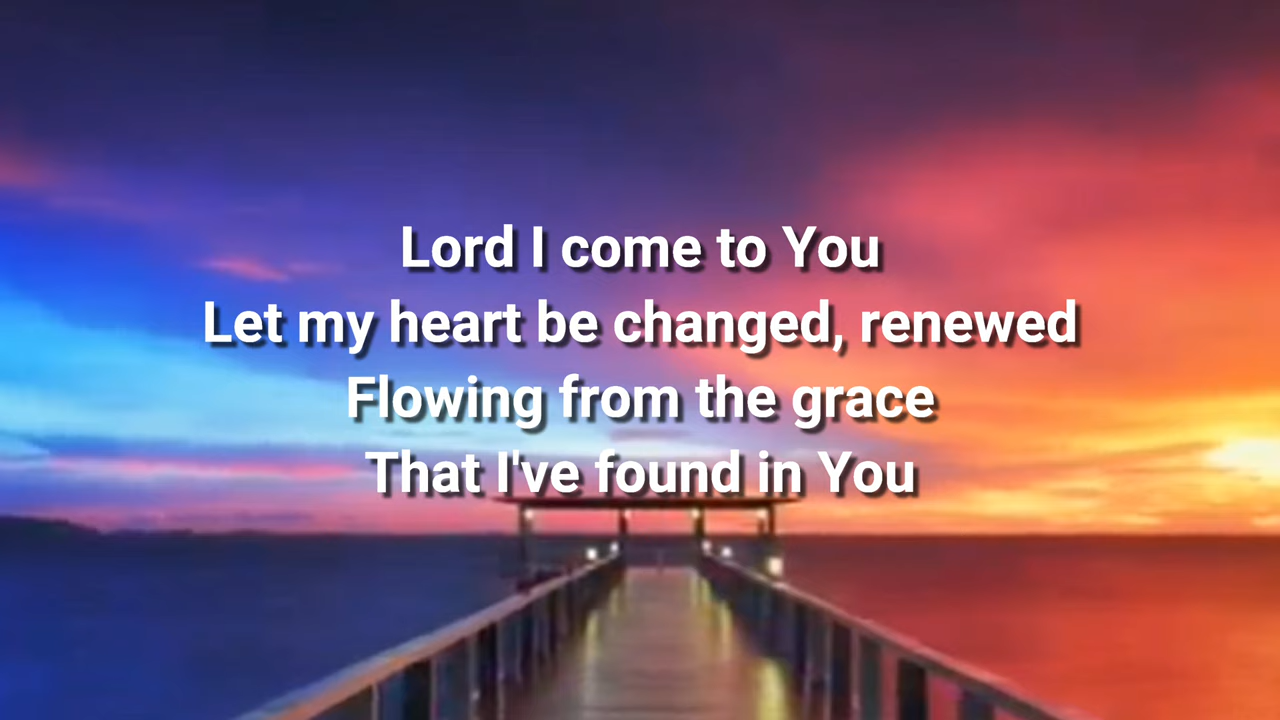 Lord I come to You
Let my heart be changed, renewed
Flowing from the grace
That I've found in You